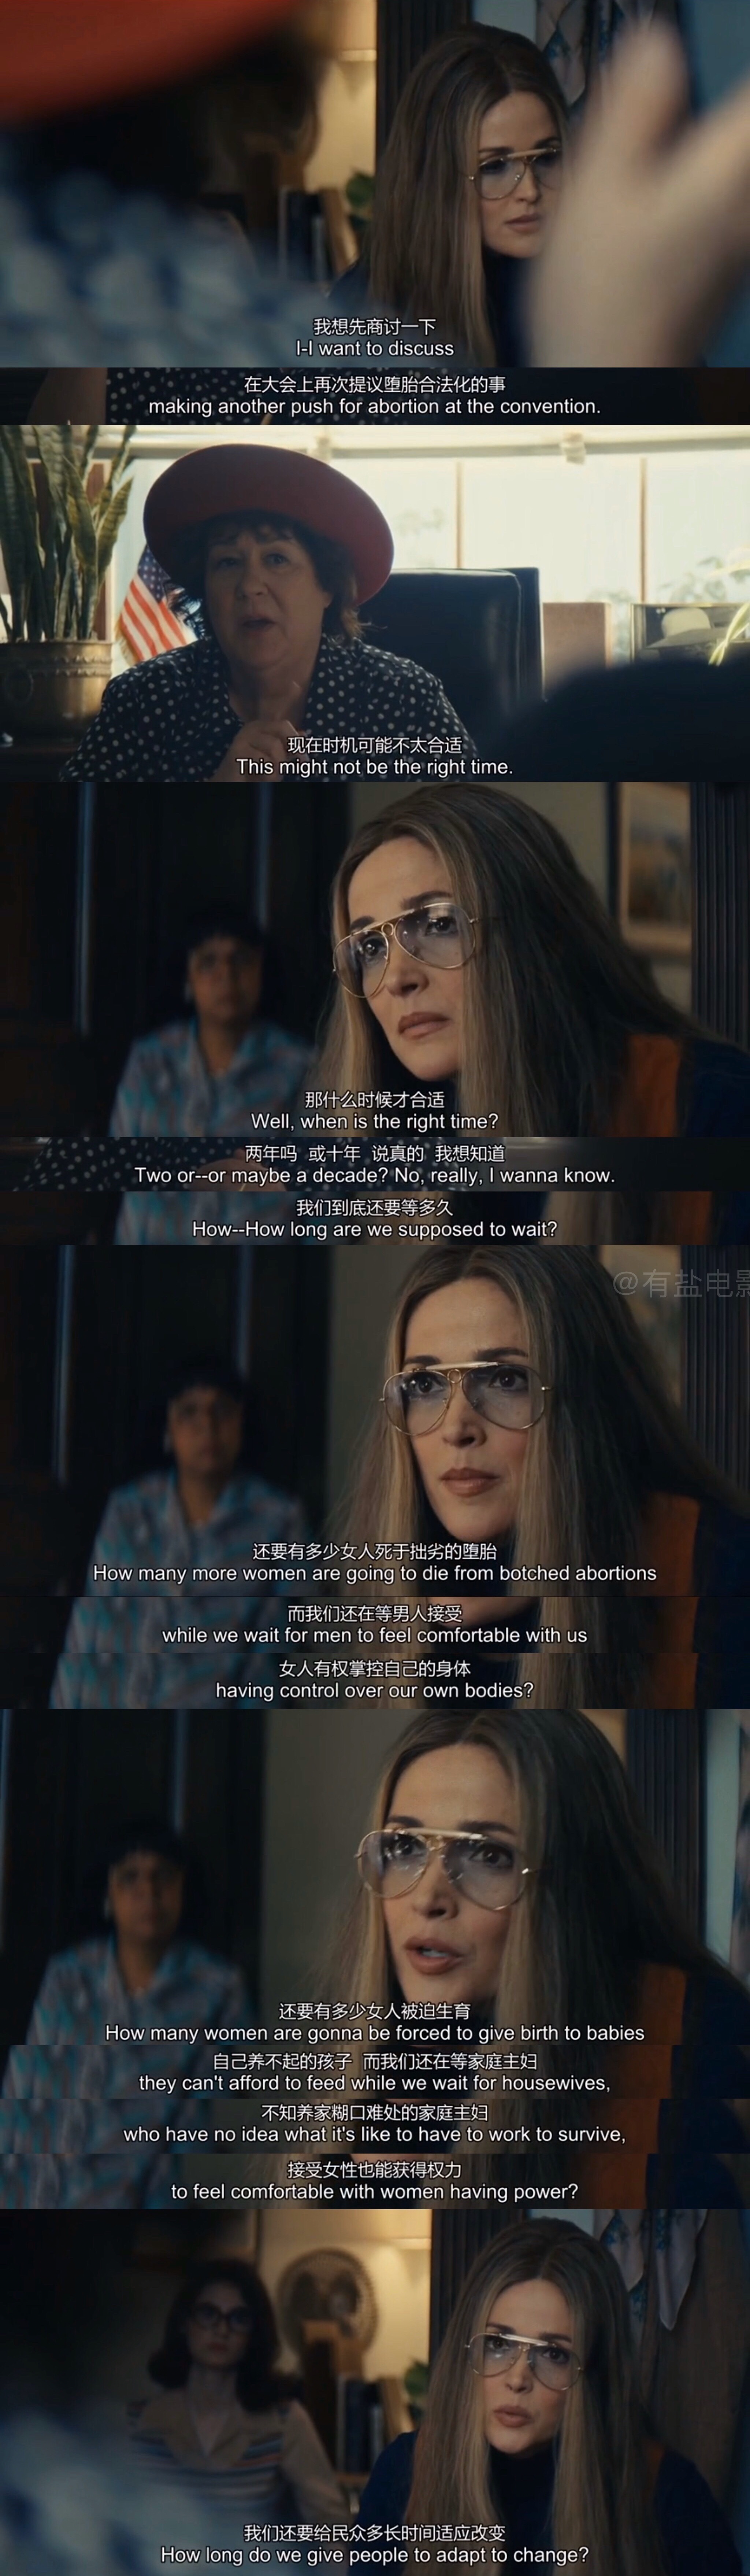 我想先商讨一下
I-I want to discuss
在大会上再次提议堕胎合法化的事
making another push for abortion at the convention.
现在时机可能不太合适
This might not be the right time.
那什么时候才合适
Well, when is the right time?
两年吗 或十年 说真的 我想知道
Two or--or maybe a decade? No, really, I wanna know.
我们到底还要等多久
How--How long are we supposed to wait?
@有盐电影
还要有多少女人死于拙劣的堕胎
How many more women are going to die from botched abortions
而我们还在等男人接受
while we wait for men to feel comfortable with us
女人有权掌控自己的身体
having control over our own bodies?
还要有多少女人被迫生育
How many women are gonna be forced to give birth to babies
自己养不起的孩子 而我们还在等家庭主妇
they can't afford to feed while we wait for housewives,
不知养家糊口难处的家庭主妇
who have no idea what it's like to have to work to survive,
接受女性也能获得权力
to feel comfortable with women having power?
我们还要给民众多长时间适应改变
How long do we give people to adapt to change?